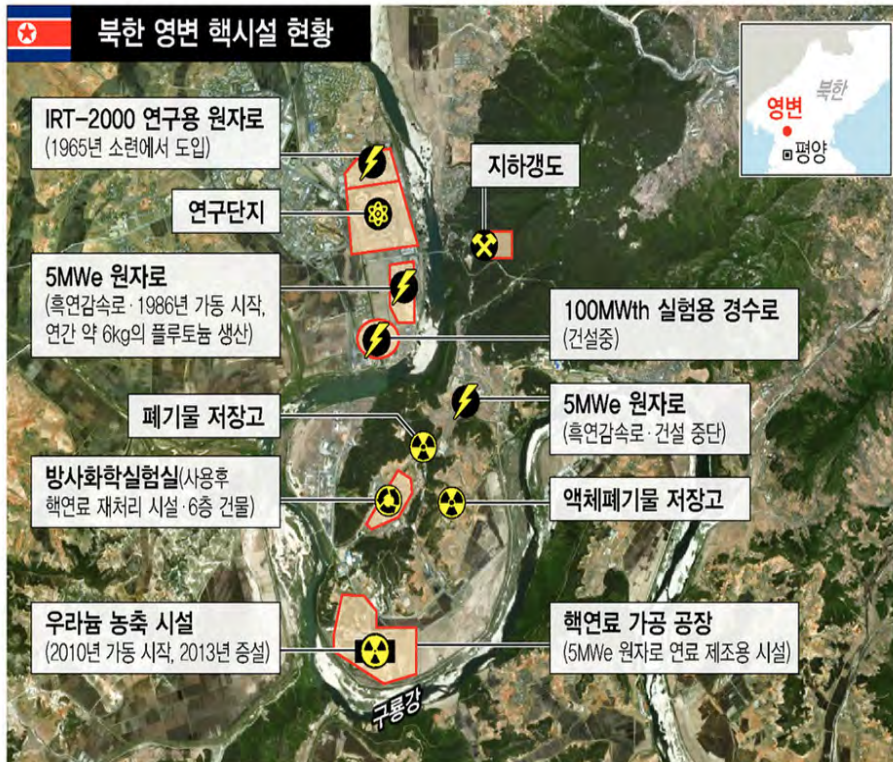 북한 영변 핵시설 현황
북한
영변
평양
IRT-2000 연구용 원자로
(1965년 소련에서 도입)
지하갱도
연구단지
5MWe 원자로
(흑연감속로·1986년 가동 시작,
연간 약 6kg의 플루토늄 생산)
100MWth 실험용 경수로
(건설중)
폐기물 저장고
5MWe 원자로
(흑연감속로·건설 중단)
방사화학실험실(사용후
핵연료 재처리 시설·6층 건물)
액체폐기물 저장고
우라늄 농축 시설
(2010년 가동 시작, 2013년 증설)
핵연료 가공 공장
(5MWe 원자로 연료 제조용 시설)
구룡강